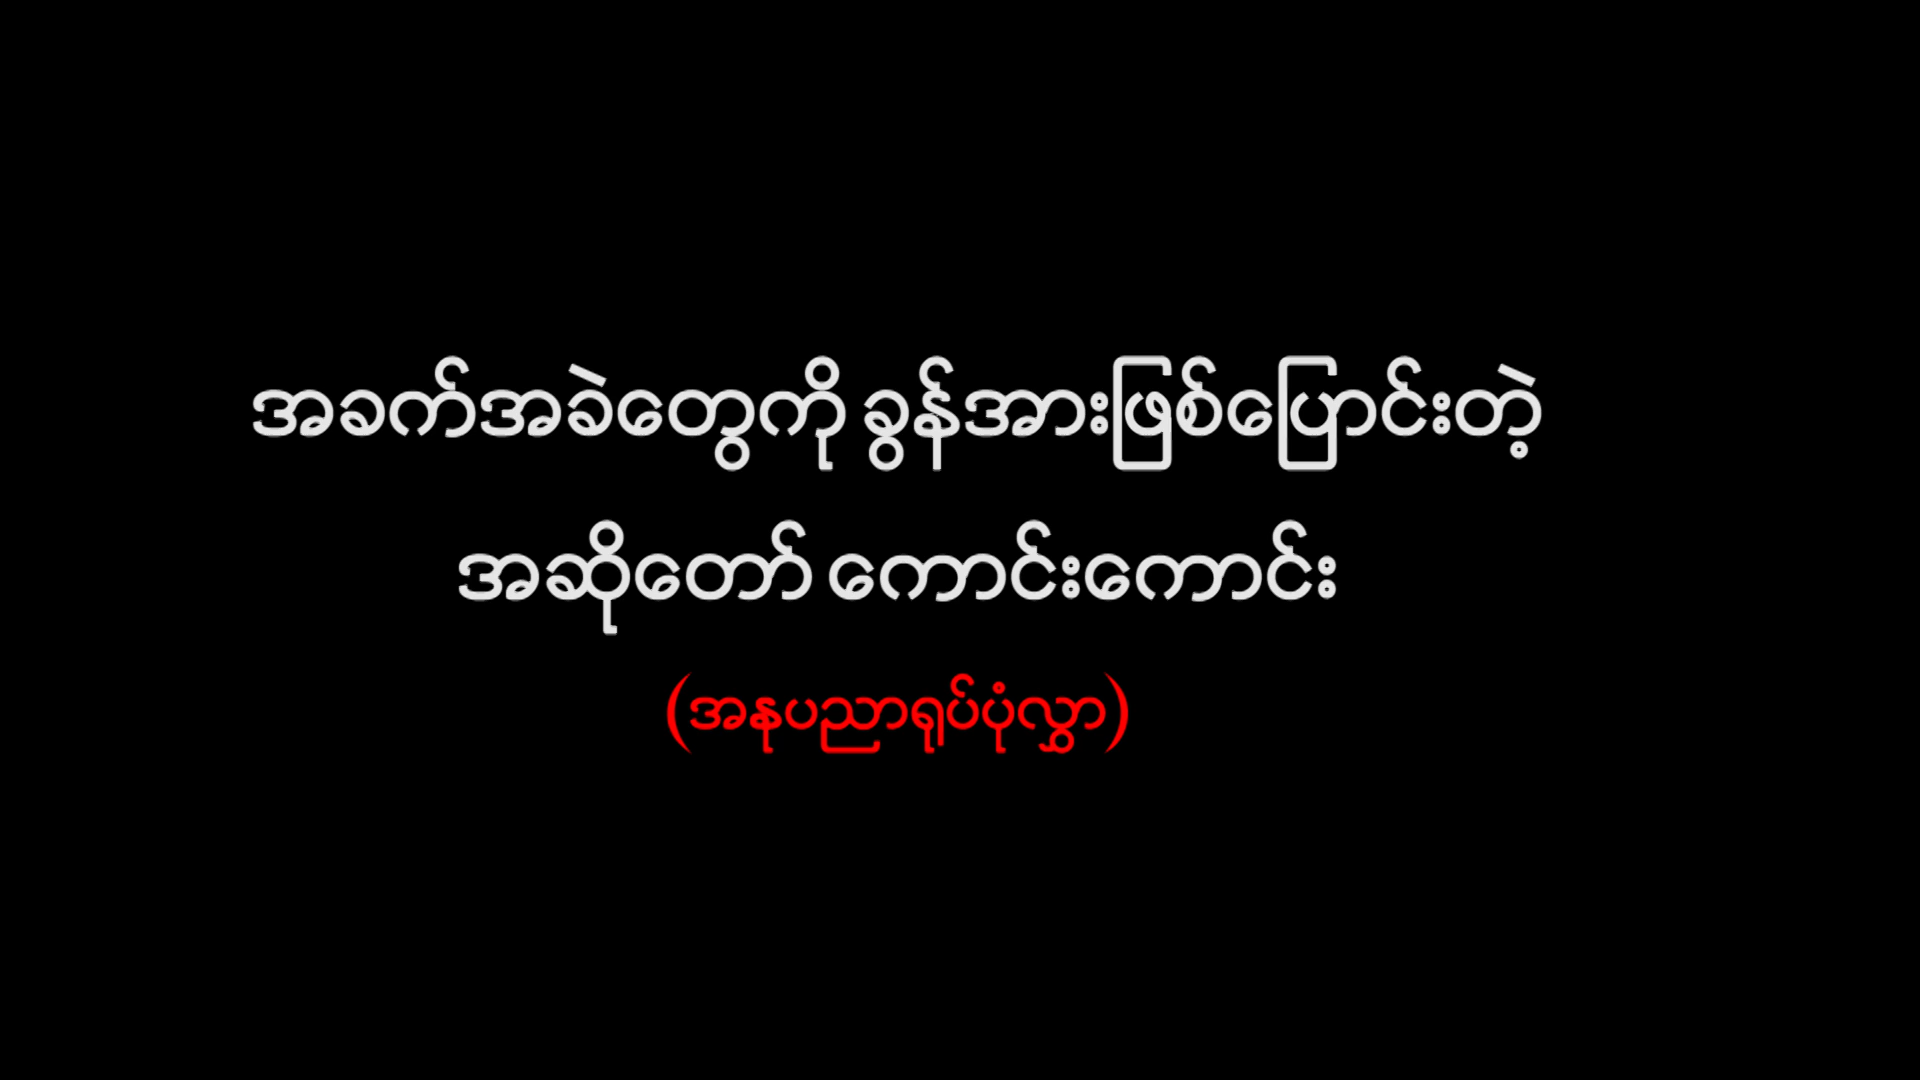 အခက်အခဲတွေကို ခွန်အားဖြစ်ပြောင်းတဲ့
အဆိုတော် ကောင်းကောင်း
(အနုပညာရုပ်ပုံလွှာ)